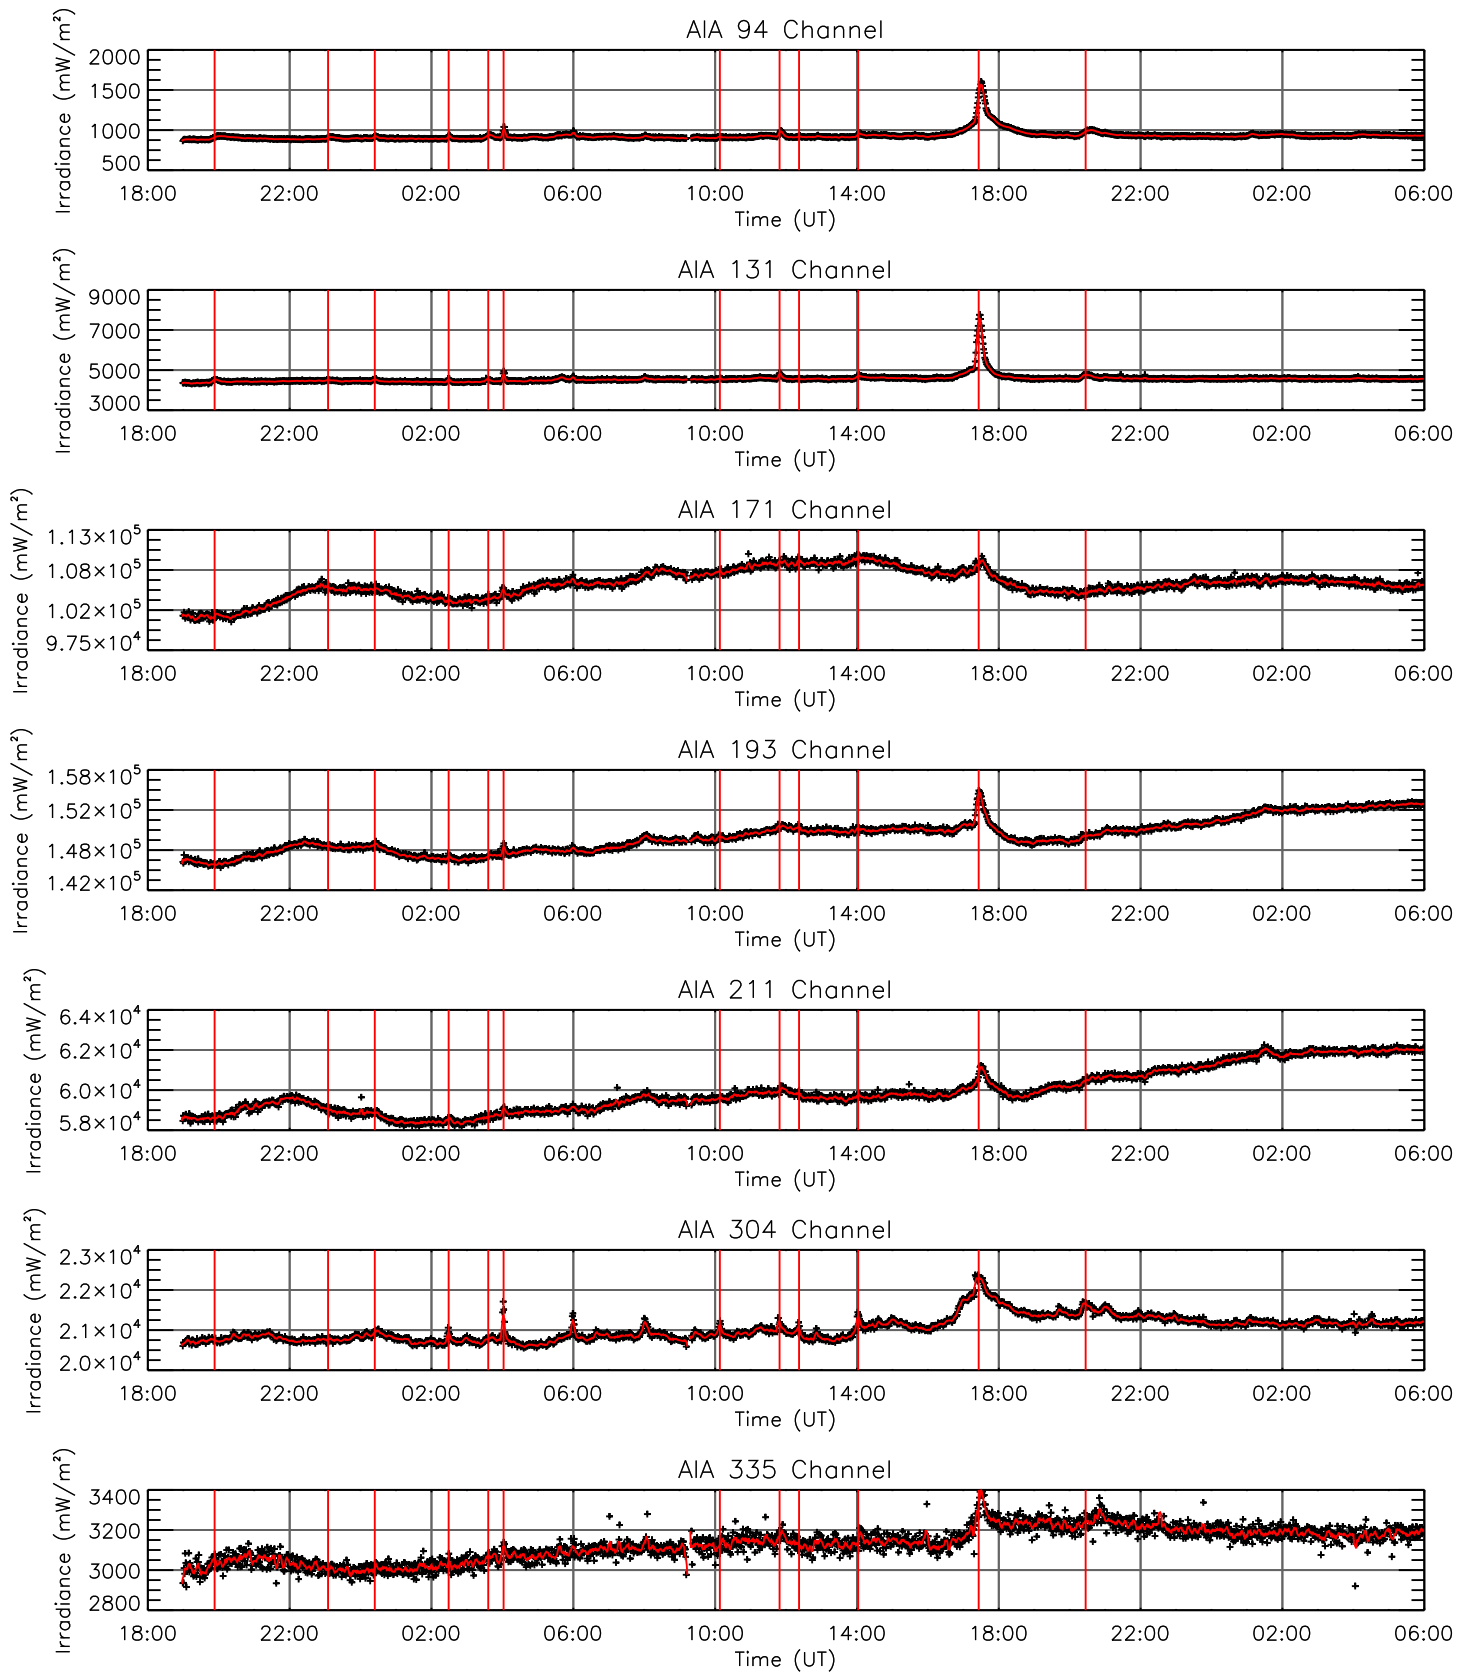 AIA 94 Channel
Irradiance (mW/m²)
2000
1500
1000
500
18:00 22:00 02:00 06:00 10:00 14:00 18:00 22:00 02:00 06:00
Time (UT)
AIA 131 Channel
Irradiance (mW/m²)
9000
7000
5000
3000
18:00 22:00 02:00 06:00 10:00 14:00 18:00 22:00 02:00 06:00
Time (UT)
AIA 171 Channel
Irradiance (mW/m²)
1.13×10⁵
1.08×10⁵
1.02×10⁵
9.75×10⁴
18:00 22:00 02:00 06:00 10:00 14:00 18:00 22:00 02:00 06:00
Time (UT)
AIA 193 Channel
Irradiance (mW/m²)
1.58×10⁵
1.52×10⁵
1.48×10⁵
1.42×10⁵
18:00 22:00 02:00 06:00 10:00 14:00 18:00 22:00 02:00 06:00
Time (UT)
AIA 211 Channel
Irradiance (mW/m²)
6.4×10⁴
6.2×10⁴
6.0×10⁴
5.8×10⁴
18:00 22:00 02:00 06:00 10:00 14:00 18:00 22:00 02:00 06:00
Time (UT)
AIA 304 Channel
Irradiance (mW/m²)
2.3×10⁴
2.2×10⁴
2.1×10⁴
2.0×10⁴
18:00 22:00 02:00 06:00 10:00 14:00 18:00 22:00 02:00 06:00
Time (UT)
AIA 335 Channel
Irradiance (mW/m²)
3400
3200
3000
2800
18:00 22:00 02:00 06:00 10:00 14:00 18:00 22:00 02:00 06:00
Time (UT)